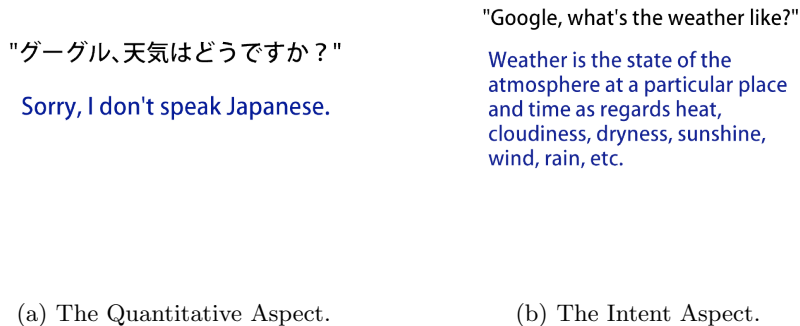 "グーグル、天気はどうですか？"
Sorry, I don't speak Japanese.
(a) The Quantitative Aspect.
"Google, what's the weather like?"
Weather is the state of the
atmosphere at a particular place
and time as regards heat,
cloudiness, dryness, sunshine,
wind, rain, etc.
(b) The Intent Aspect.